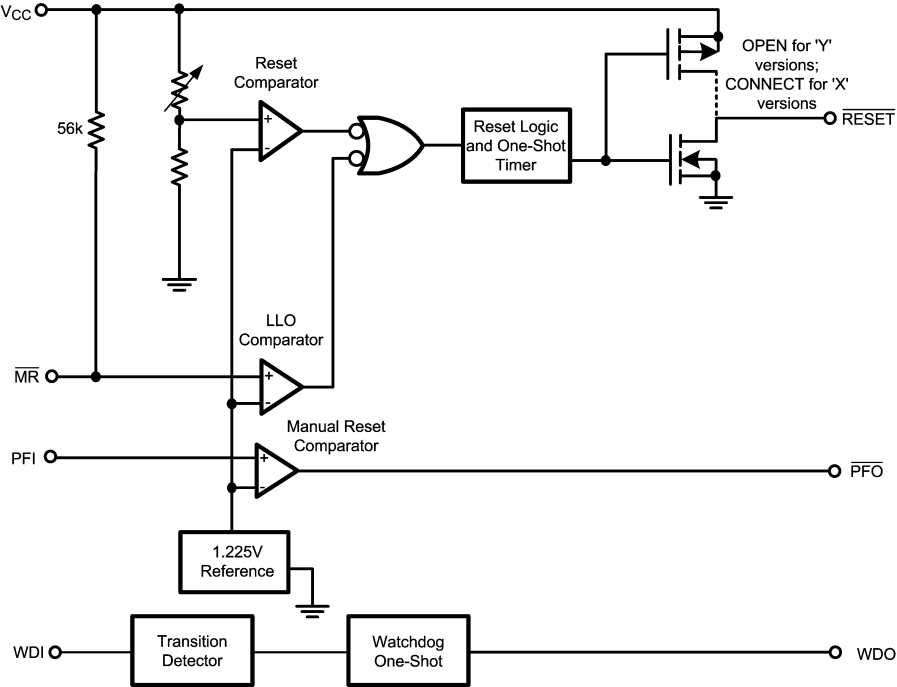 VCC
Reset
Comparator
+
-
56k
Reset Logic
and One-Shot
Timer
OPEN for 'Y'
versions;
CONNECT for 'X'
versions
RESET
LLO
Comparator
MR
+
-
Manual Reset
Comparator
PFI
+
-
PFO
1.225V
Reference
WDI
Transition
Detector
Watchdog
One-Shot
WDO